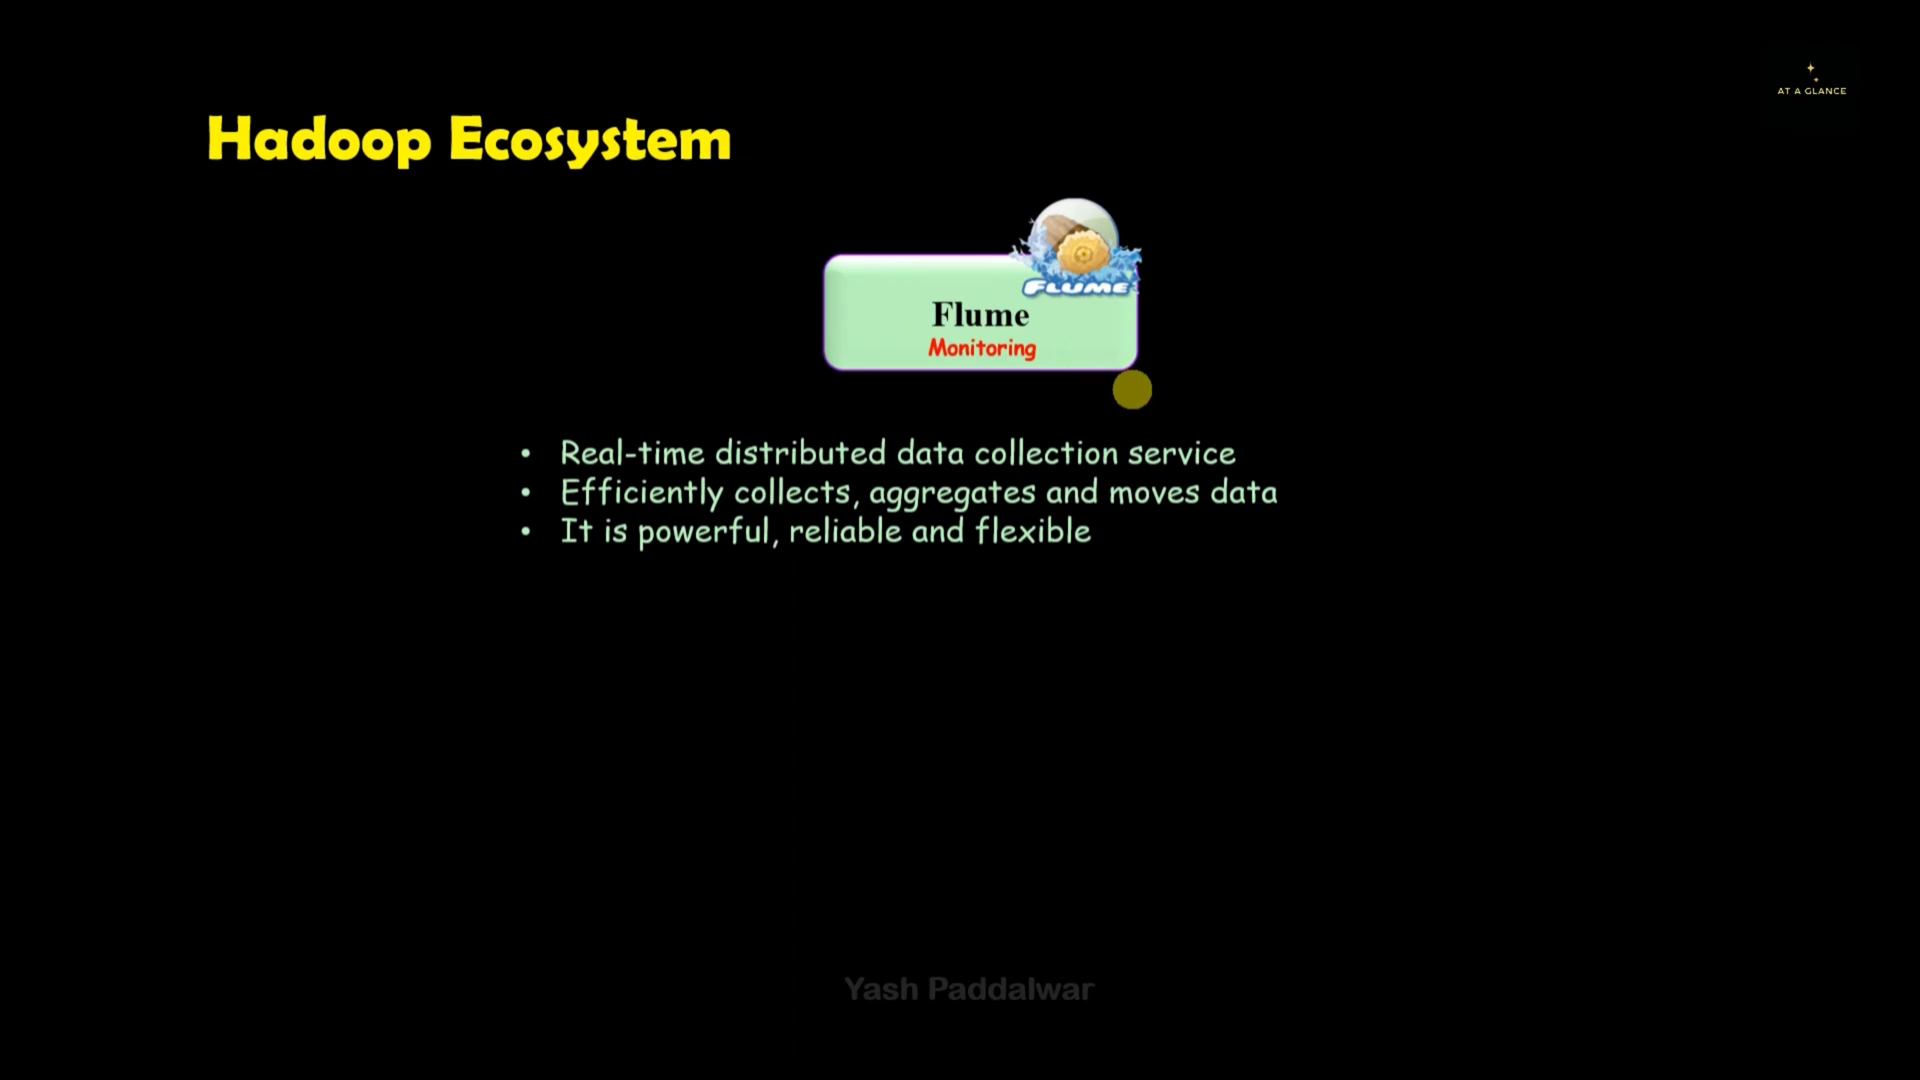 AT A GLANCE
Hadoop Ecosystem
FLUME
Flume
Monitoring
• Real-time distributed data collection service
• Efficiently collects, aggregates and moves data
• It is powerful, reliable and flexible
Yash Paddalwar